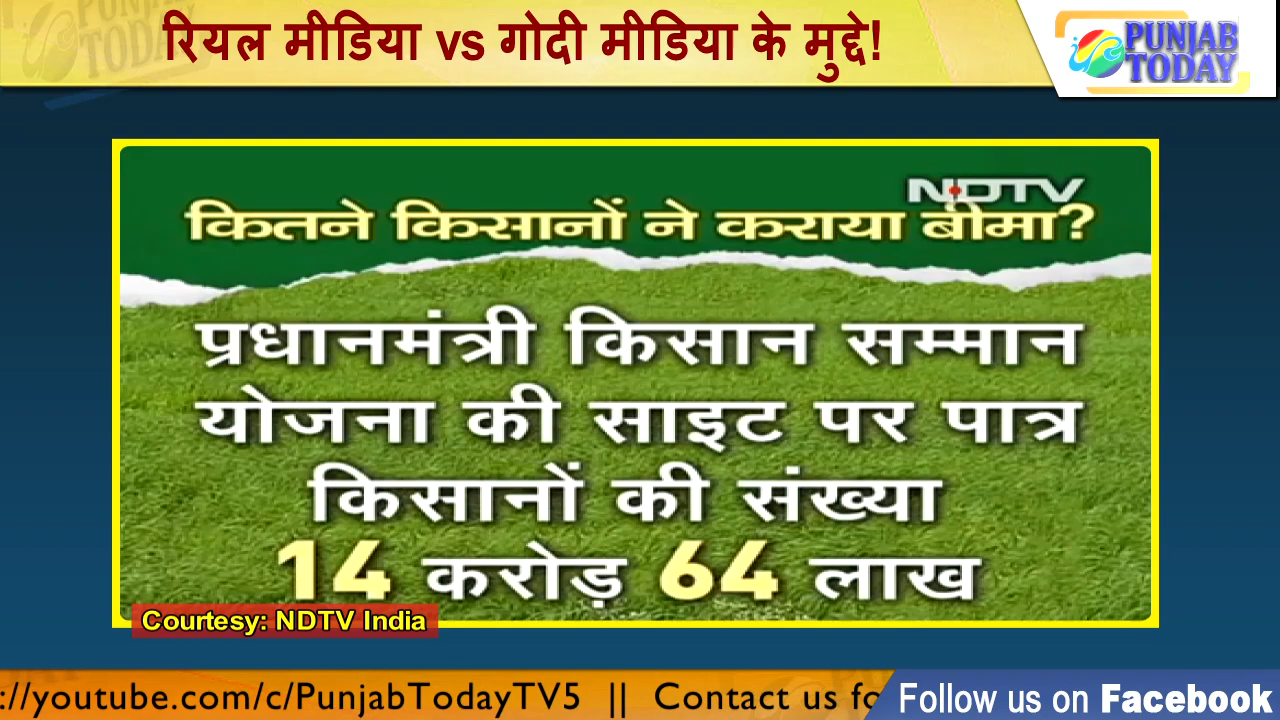 रियल मीडिया vs गोदी मीडिया के मुद्दे!
PUNJAB
TODAY
NDTV
कितने किसानों ने कराया बीमा?
प्रधानमंत्री किसान सम्मान
योजना की साइट पर पात्र
किसानों की संख्या
14 करोड़ 64 लाख
Courtesy: NDTV India
://youtube.com/c/PunjabTodayTV5 || Contact us fo
Follow us on Facebook